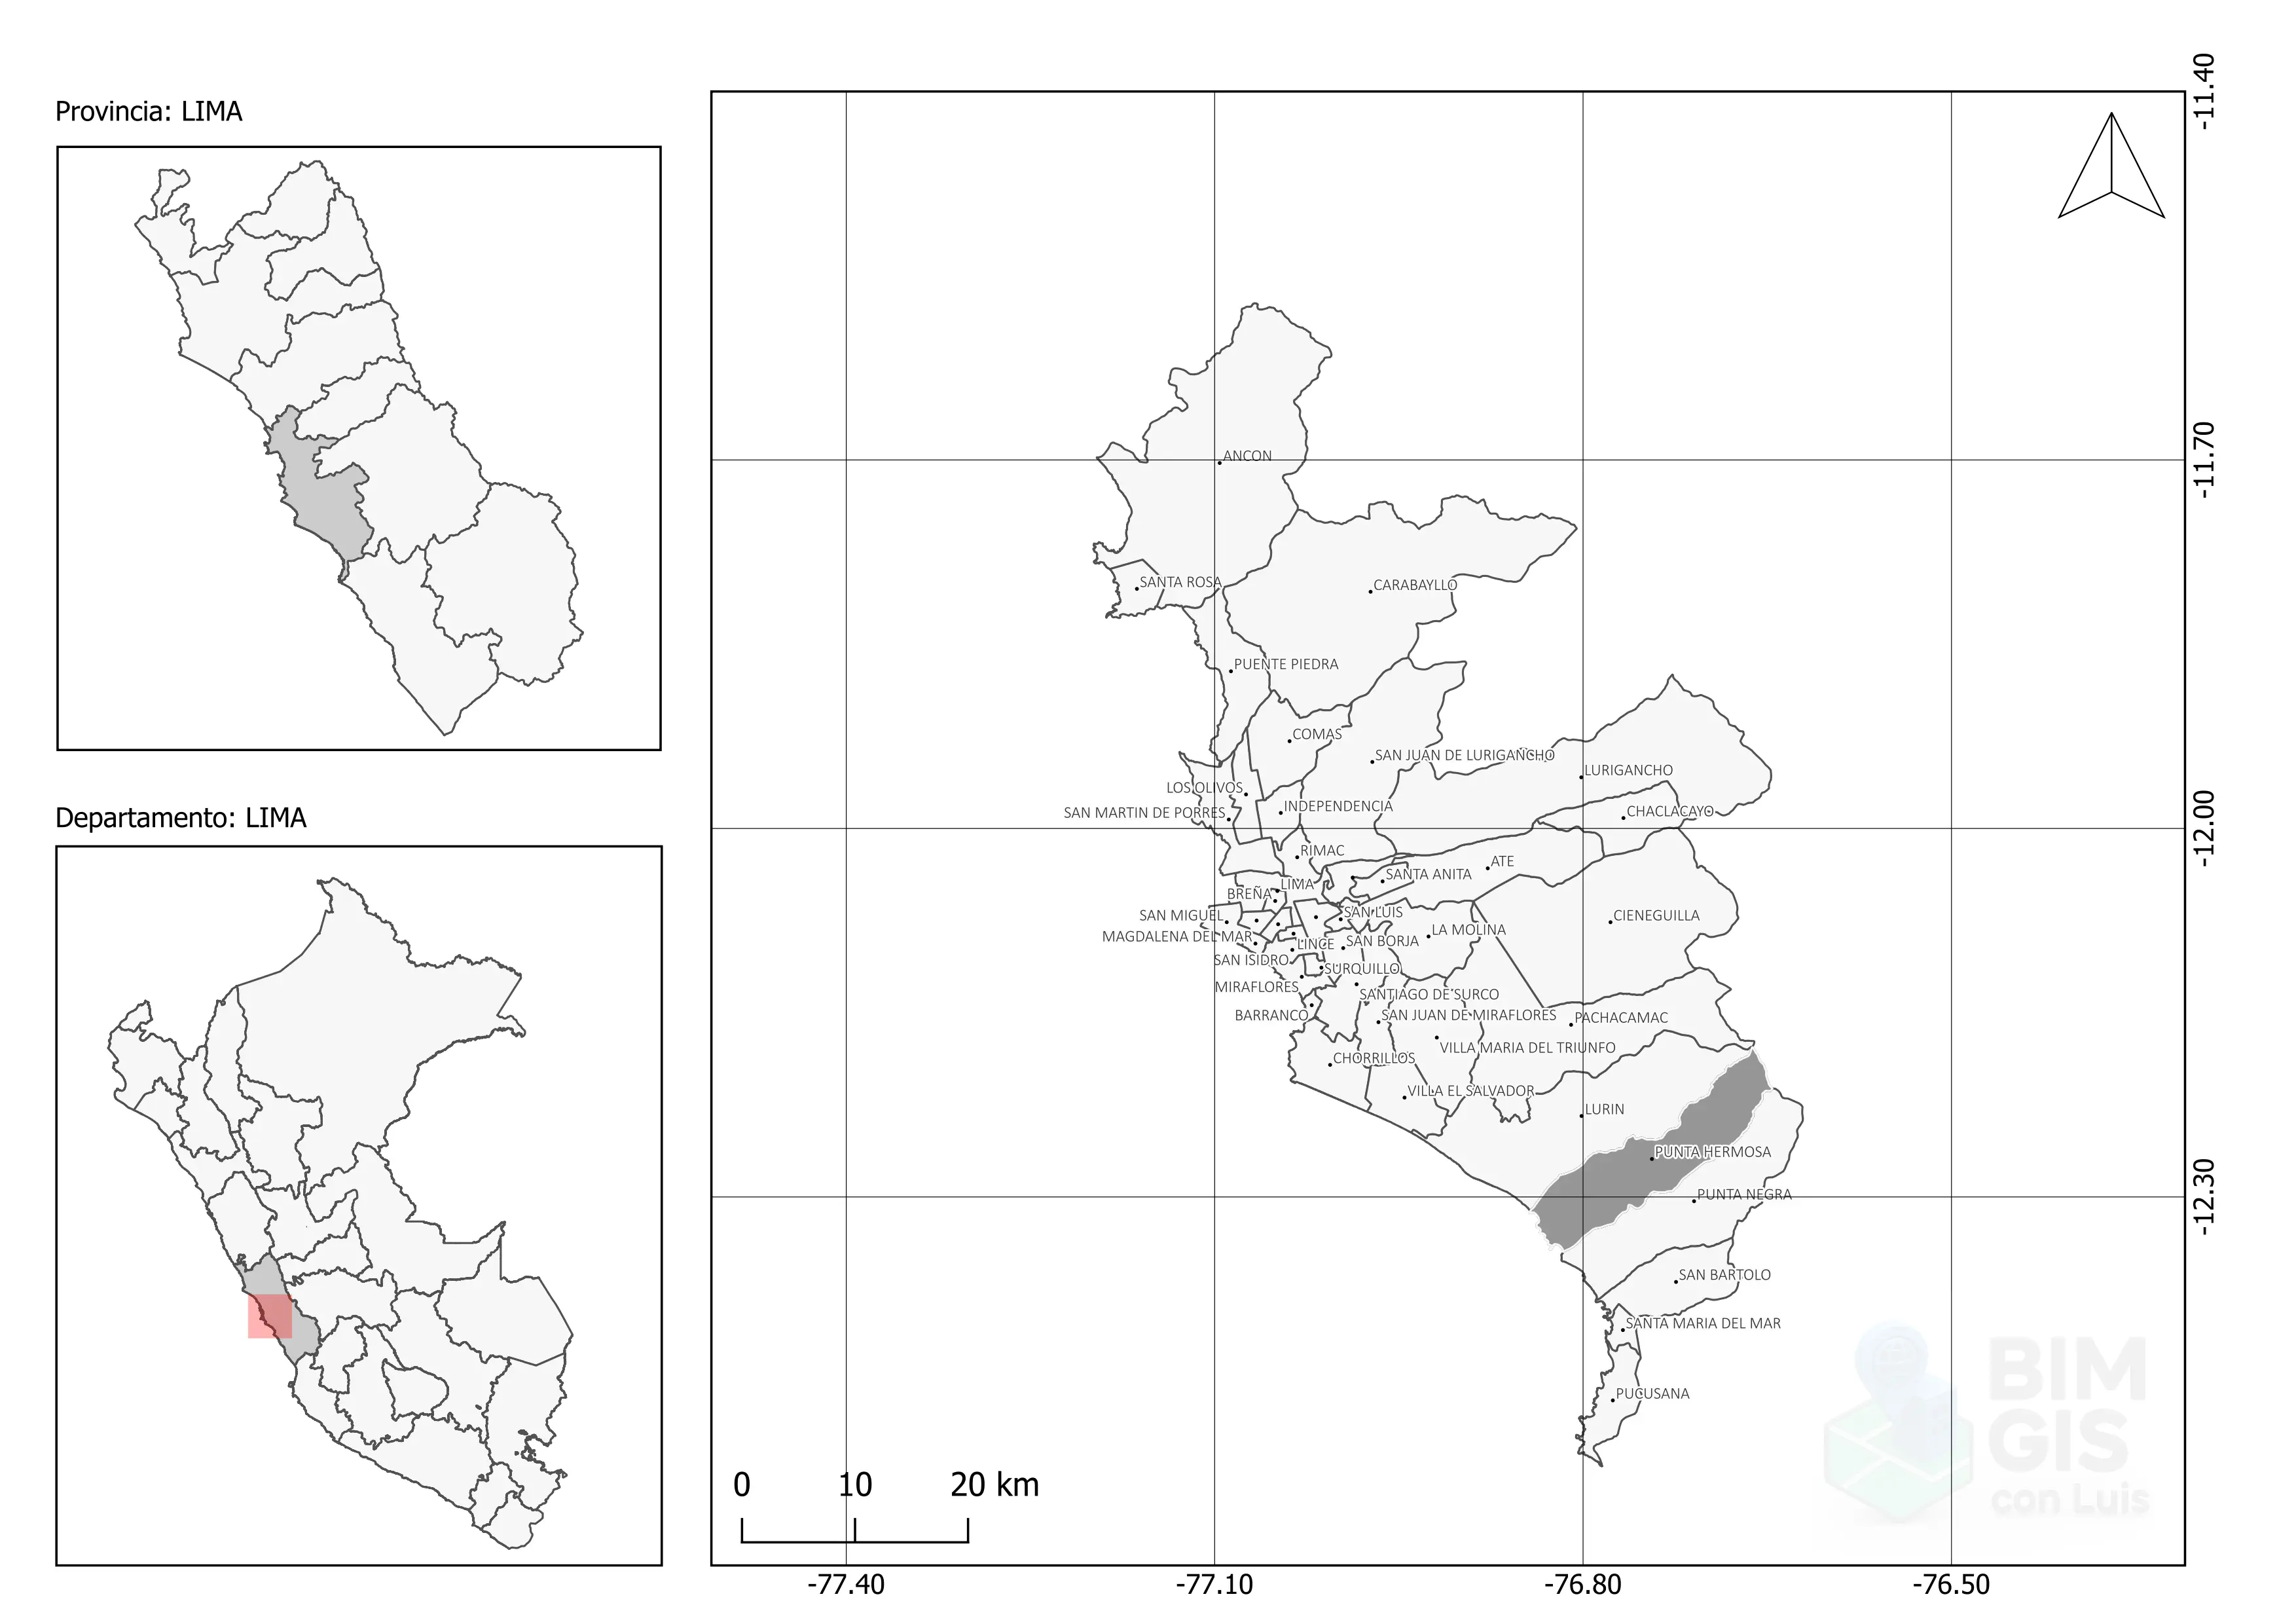 Provincia: LIMA
Departamento: LIMA
-11.40
-11.70
-12.00
-12.30
ANCON
SANTA ROSA
CARABAYLLO
PUENTE PIEDRA
COMAS
SAN JUAN DE LURIGANCHO
LURIGANCHO
LOS OLIVOS
INDEPENDENCIA
CHACLACAYO
SAN MARTIN DE PORRES
RIMAC
ATE
SANTA ANITA
LIMA
BREÑA
SAN LUIS
SAN MIGUEL
CIENEGUILLA
LA MOLINA
MAGDALENA DEL MAR
SAN BORJA
LINCE
SAN ISIDRO
SURQUILLO
MIRAFLORES
SANTIAGO DE SURCO
BARRANCO
SAN JUAN DE MIRAFLORES
PACHACAMAC
VILLA MARIA DEL TRIUNFO
CHORRILLOS
VILLA EL SALVADOR
LURIN
PUNTA HERMOSA
PUNTA NEGRA
SAN BARTOLO
SANTA MARIA DEL MAR
PUCUSANA
BIM
GIS
con Luis
0 10 20 km
-77.40 -77.10 -76.80 -76.50